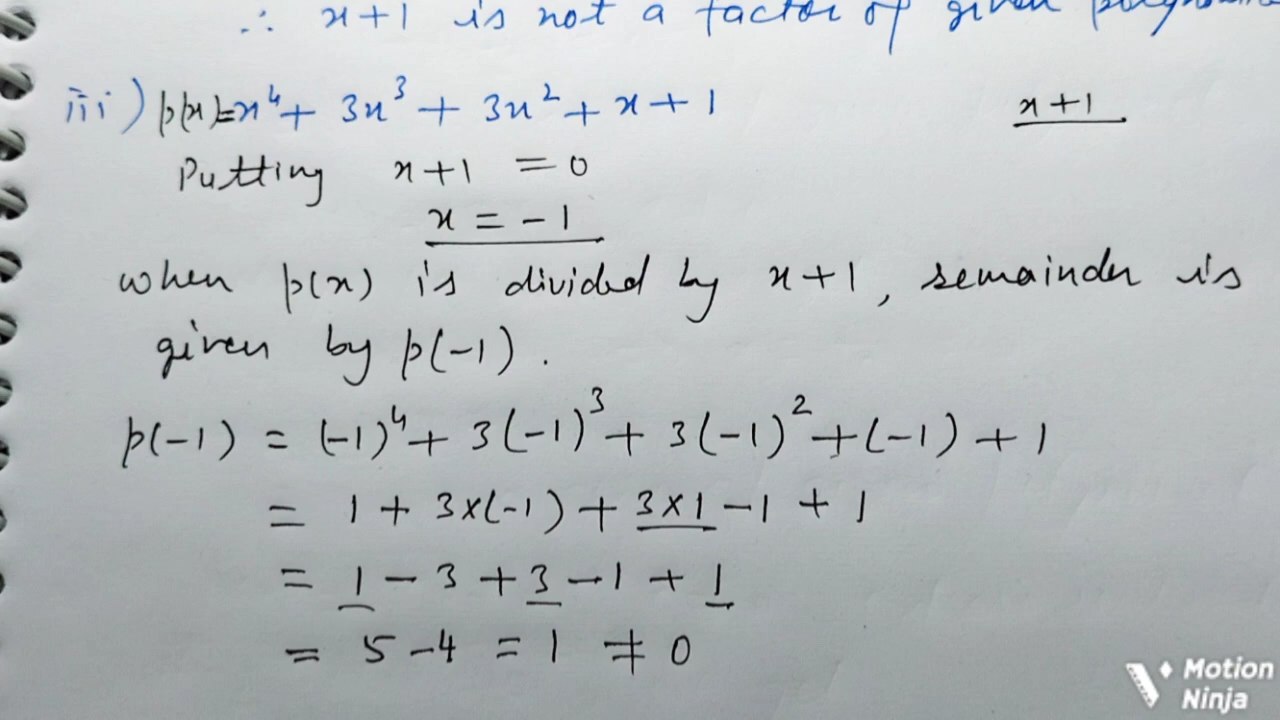 ∴ x+1 is not a factor of given
iii) p(x)=x⁴ + 3x³ + 3x² + x + 1 x+1
Putting x+1 = 0
x = -1
when p(x) is divided by x+1, remainder is
given by p(-1).
p(-1) = (-1)⁴ + 3(-1)³ + 3(-1)² + (-1) + 1
= 1 + 3×(-1) + 3×1 - 1 + 1
= 1 - 3 + 3 - 1 + 1
= 5 - 4 = 1 ≠ 0
Motion
Ninja